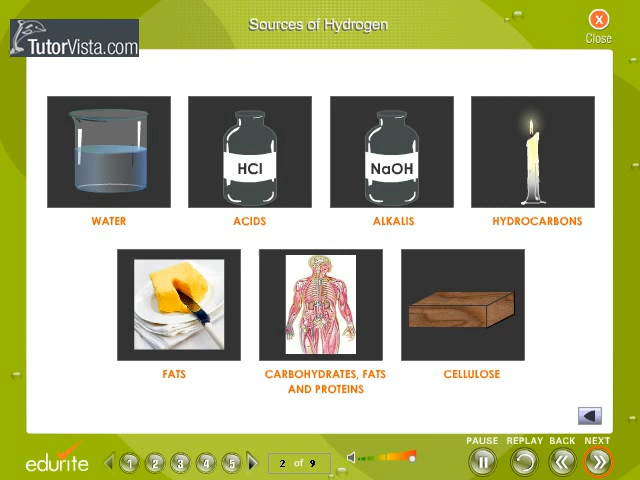 Sources of Hydrogen
TutorVista.com
X
Close
HCl
NaOH
WATER
ACIDS
ALKALIS
HYDROCARBONS
FATS
CARBOHYDRATES, FATS
AND PROTEINS
CELLULOSE
PAUSE REPLAY BACK NEXT
edurite
1 2 3 4 5
2 of 9